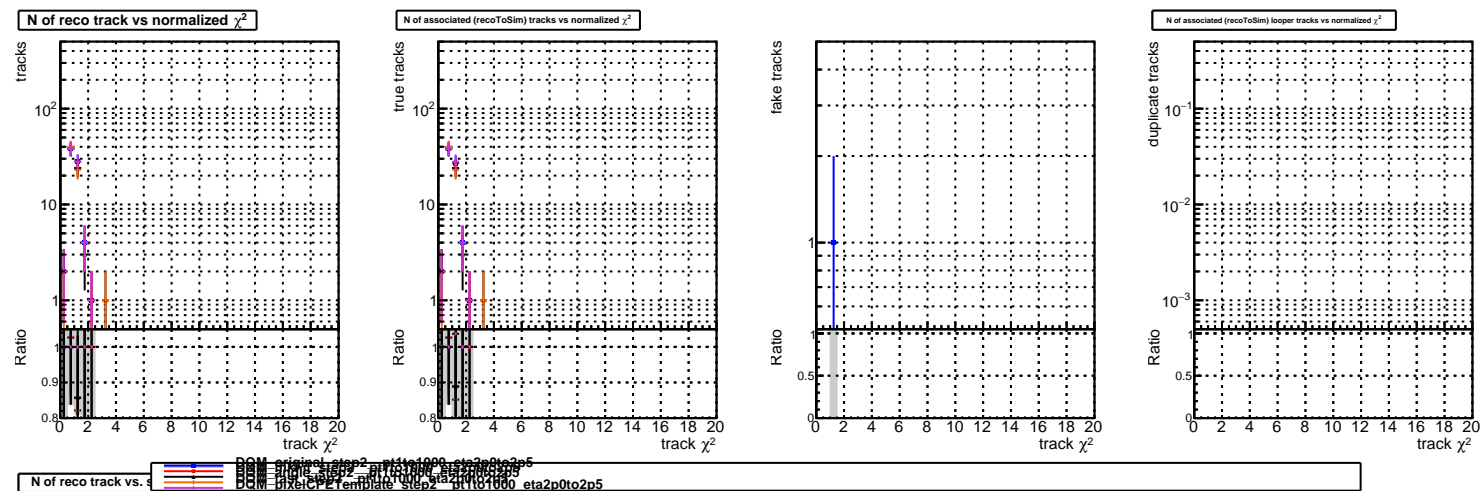 N of reco track vs normalized χ²
N of associated (recoToSim) tracks vs normalized χ²
N of associated (recoToSim) looper tracks vs normalized χ²
tracks
10²
10
1
Ratio
1
0.9
0.8
0 2 4 6 8 10 12 14 16 18 20
track χ²
true tracks
10²
10
1
Ratio
1
0.9
0.8
0 2 4 6 8 10 12 14 16 18 20
track χ²
fake tracks
1
Ratio
1
0.5
0
0 2 4 6 8 10 12 14 16 18 20
track χ²
duplicate tracks
10⁻¹
10⁻²
10⁻³
Ratio
1
0.5
0
0 2 4 6 8 10 12 14 16 18 20
track χ²
DQM_original_step2__pt1to1000_eta2p0to2p5
DQM_angle_step2__pt1to1000_eta2p0to2p5
DQM_pixelCPETemplate_step2__pt1to1000_eta2p0to2p5
N of reco track vs.